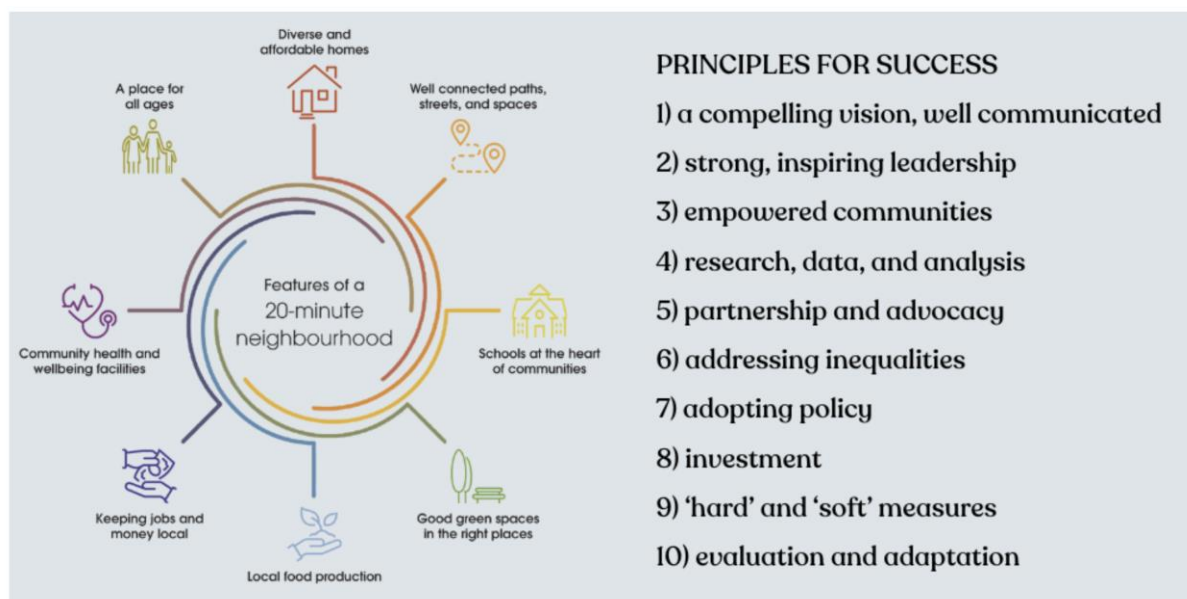 Diverse and
affordable homes
A place for
all ages
Well connected paths,
streets, and spaces
Features of a
20-minute
neighbourhood
Community health and
wellbeing facilities
Schools at the heart
of communities
Keeping jobs and
money local
Good green spaces
in the right places
Local food production
PRINCIPLES FOR SUCCESS
1) a compelling vision, well communicated
2) strong, inspiring leadership
3) empowered communities
4) research, data, and analysis
5) partnership and advocacy
6) addressing inequalities
7) adopting policy
8) investment
9) ‘hard’ and ‘soft’ measures
10) evaluation and adaptation